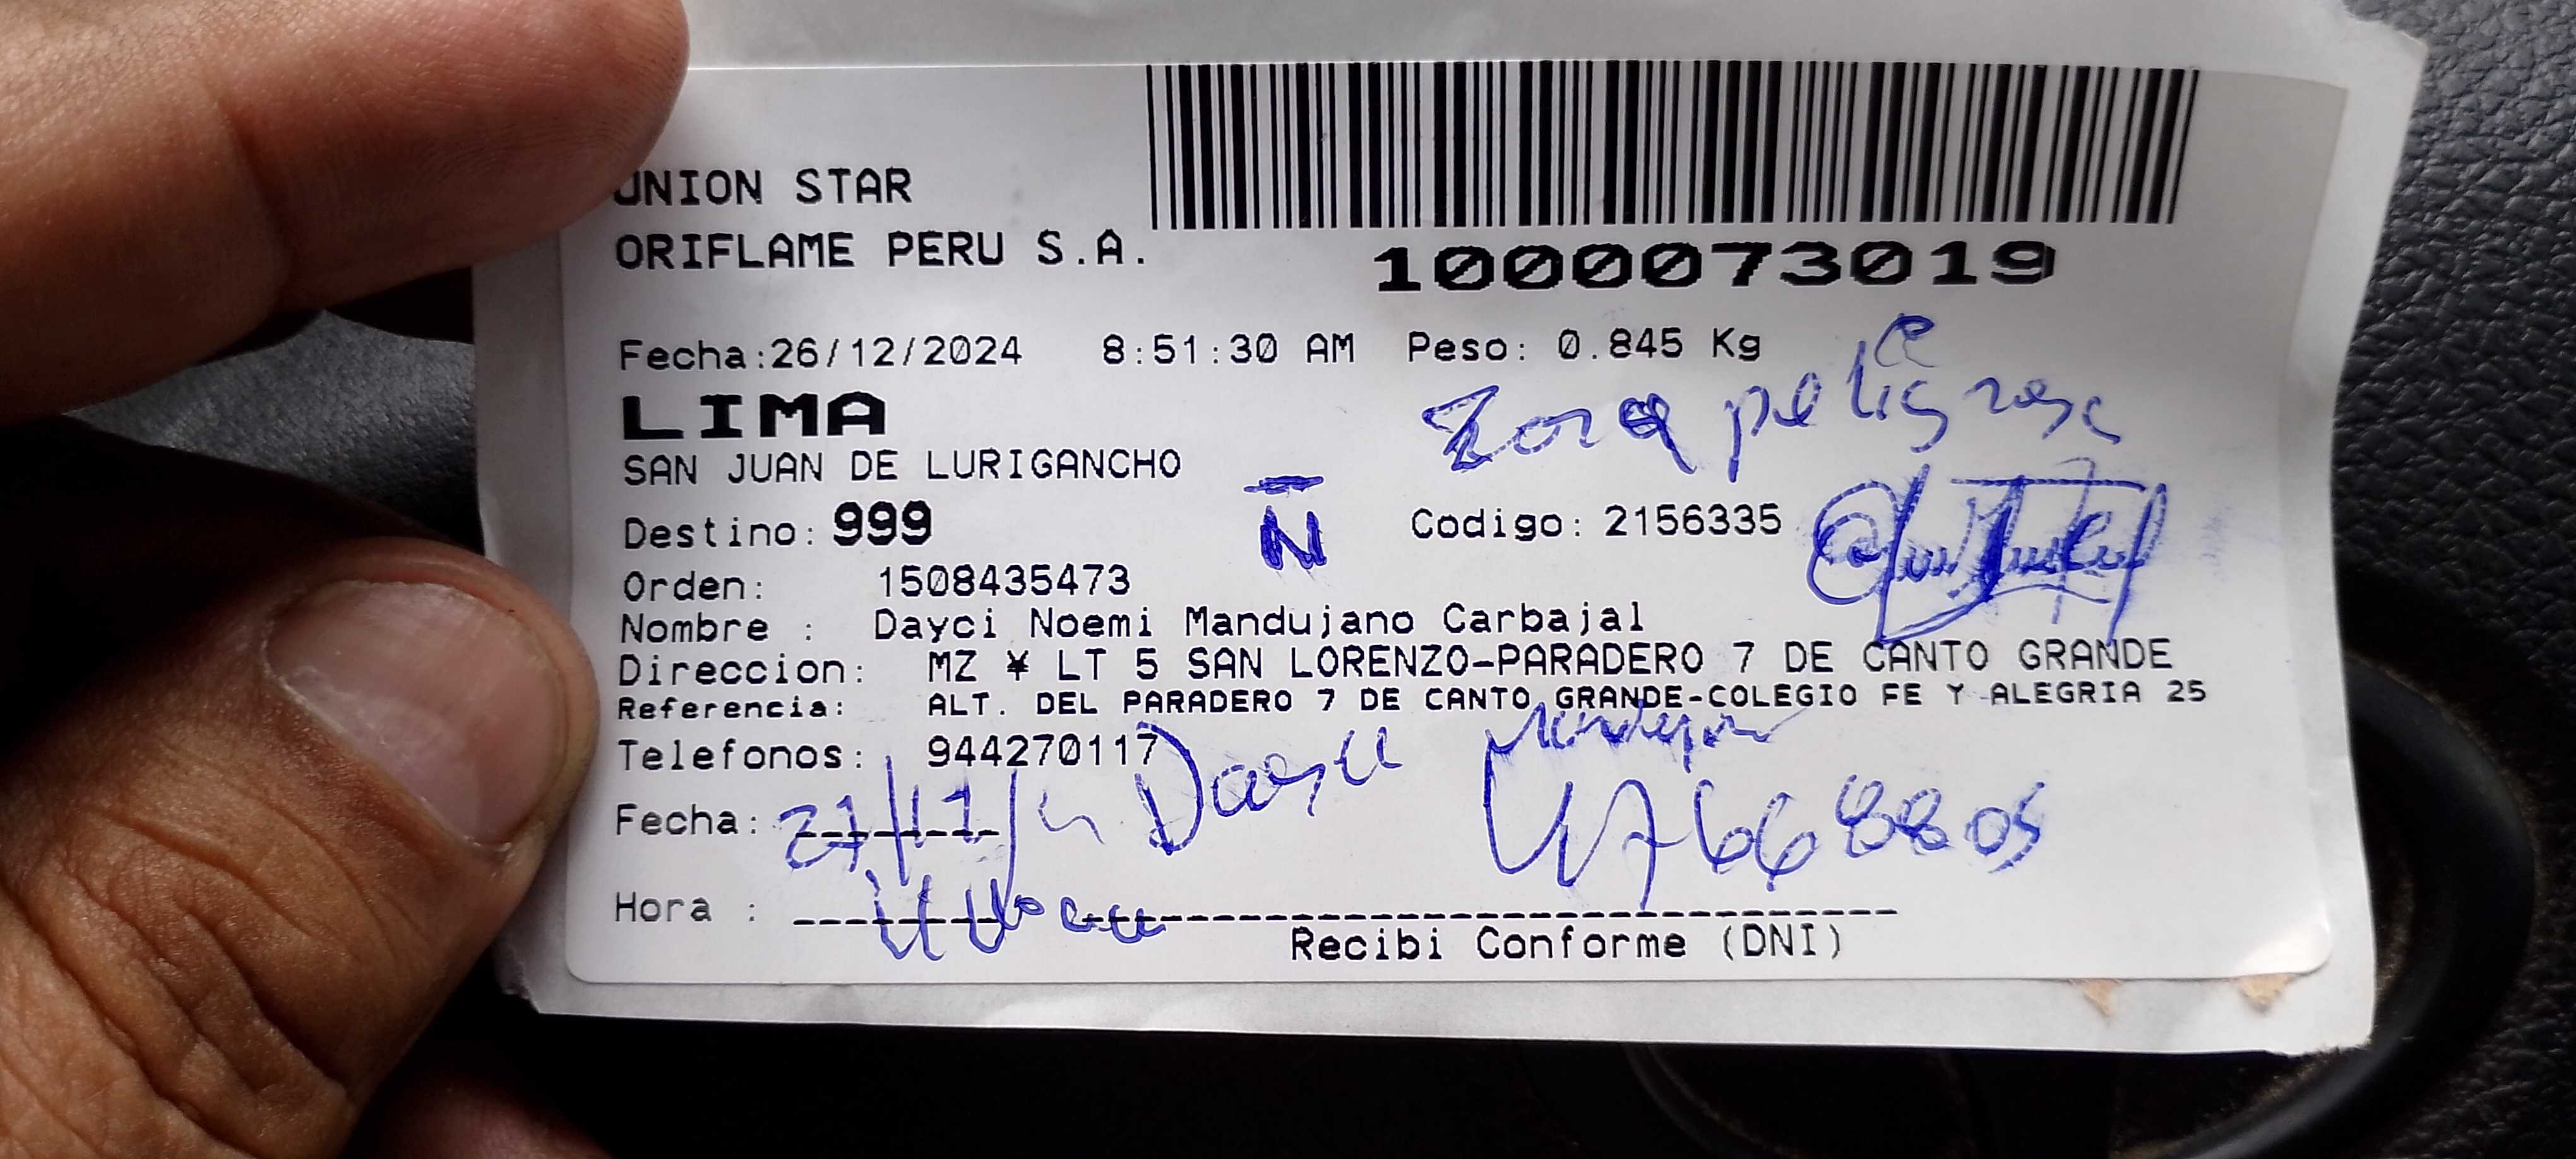 UNION STAR
ORIFLAME PERU S.A.
1000073019
Fecha:26/12/2024 8:51:30 AM Peso: 0.845 Kg
LIMA
Zona peligrosa
SAN JUAN DE LURIGANCHO
Destino: 999 Ñ Codigo: 2156335
Orden: 1508435473
Nombre : Dayci Noemi Mandujano Carbajal
Direccion: MZ ¥ LT 5 SAN LORENZO-PARADERO 7 DE CANTO GRANDE
Referencia: ALT. DEL PARADERO 7 DE CANTO GRANDE-COLEGIO FE Y ALEGRIA 25
Telefonos: 944270117
Fecha: 27/12/
Hora :
Recibi Conforme (DNI)